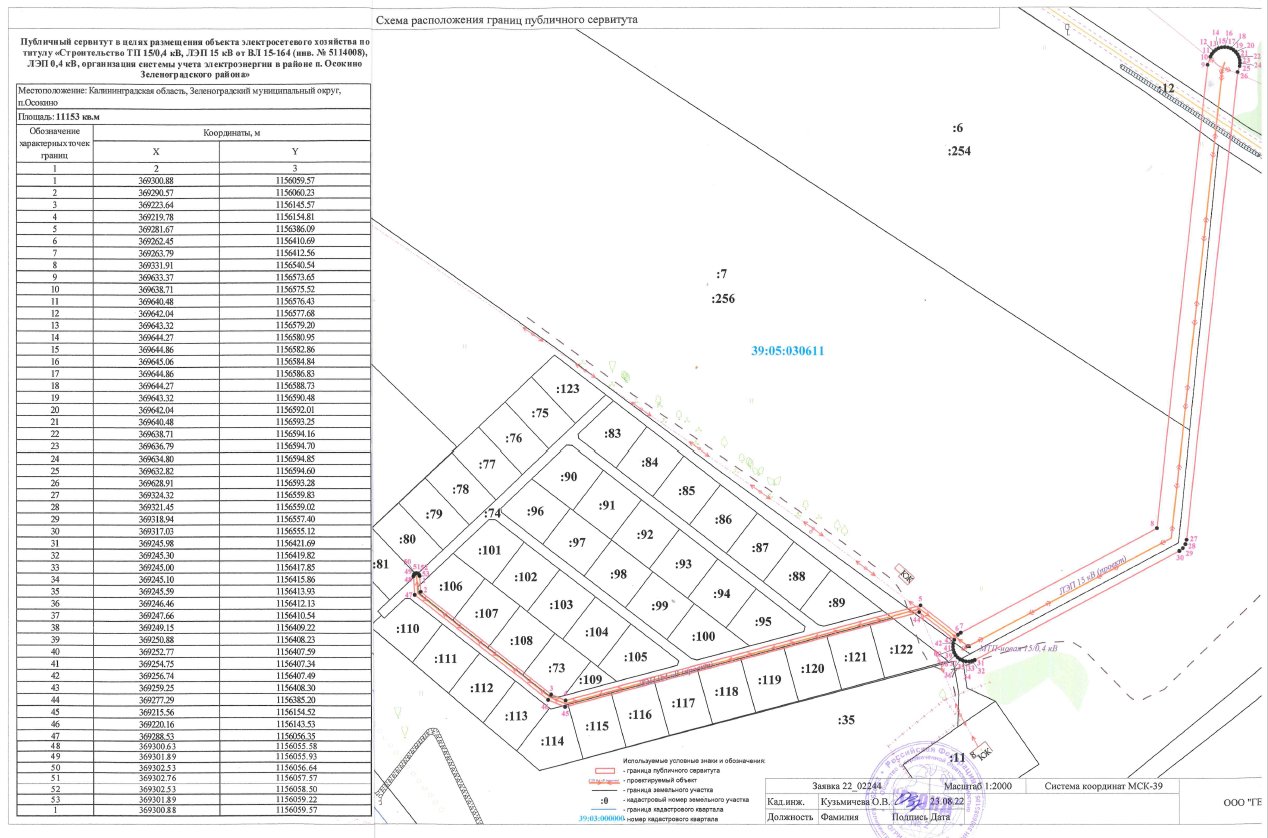 Схема расположения границ публичного сервитута
Публичный сервитут в целях размещения объекта электросетевого хозяйства по
титулу «Строительство ТП 15/0,4 кВ, ЛЭП 15 кВ от ВЛ 15-164 (инв. № 5114008),
ЛЭП 0,4 кВ, организация системы учета электроэнергии в районе п. Осокино
Зеленоградского района»
Местоположение: Калининградская область, Зеленоградский муниципальный округ,
п.Осокино
Площадь: 11153 кв.м
Обозначение характерных точек границ Координаты, м
X Y
1 2 3
1 369300.88 1156059.57
2 369290.57 1156060.23
3 369223.64 1156145.57
4 369219.78 1156154.81
5 369281.67 1156386.09
6 369262.45 1156410.69
7 369263.79 1156412.56
8 369331.91 1156540.54
9 369633.37 1156573.65
10 369638.71 1156575.52
11 369640.48 1156576.43
12 369642.04 1156577.68
13 369643.32 1156579.20
14 369644.27 1156580.95
15 369644.86 1156582.86
16 369645.06 1156584.84
17 369644.86 1156586.83
18 369644.27 1156588.73
19 369643.32 1156590.48
20 369642.04 1156592.01
21 369640.48 1156593.25
22 369638.71 1156594.16
23 369636.79 1156594.70
24 369634.80 1156594.85
25 369632.82 1156594.60
26 369628.91 1156593.28
27 369324.32 1156559.83
28 369321.45 1156559.02
29 369318.94 1156557.40
30 369317.03 1156555.12
31 369245.98 1156421.69
32 369245.30 1156419.82
33 369245.00 1156417.85
34 369245.10 1156415.86
35 369245.59 1156413.93
36 369246.46 1156412.13
37 369247.66 1156410.54
38 369249.15 1156409.22
39 369250.88 1156408.23
40 369252.77 1156407.59
41 369254.75 1156407.34
42 369256.74 1156407.49
43 369259.25 1156408.30
44 369277.29 1156385.20
45 369215.56 1156154.52
46 369220.16 1156143.53
47 369288.53 1156056.35
48 369300.63 1156055.58
49 369301.89 1156055.93
50 369302.53 1156056.64
51 369302.76 1156057.57
52 369302.53 1156058.50
53 369301.89 1156059.22
1 369300.88 1156059.57
:12
:6
:254
:7
:256
39:05:030611
:123
:75
:76
:77
:78
:79
:80
:81
:74
:83
:84
:85
:86
:87
:88
:89
:90
:91
:92
:93
:94
:95
:96
:97
:98
:99
:100
:101
:102
:103
:104
:105
:106
:107
:108
:73
:109
:110
:111
:112
:113
:114
:115
:116
:117
:118
:119
:120
:121
:122
:35
:11
ЛЭП 15 кВ (проект)
МТП-новая 15/0,4 кВ
Используемые условные знаки и обозначения:
- граница публичного сервитута
- проектируемый объект
- граница земельного участка
:0 - кадастровый номер земельного участка
- граница кадастрового квартала
39:03:000000 - номер кадастрового квартала
Заявка 22_02244 Масштаб 1:2000 Система координат МСК-39
Кад.инж. Кузьмичева О.В. 23.08.22
Должность Фамилия Подпись Дата
ООО "ГЕ